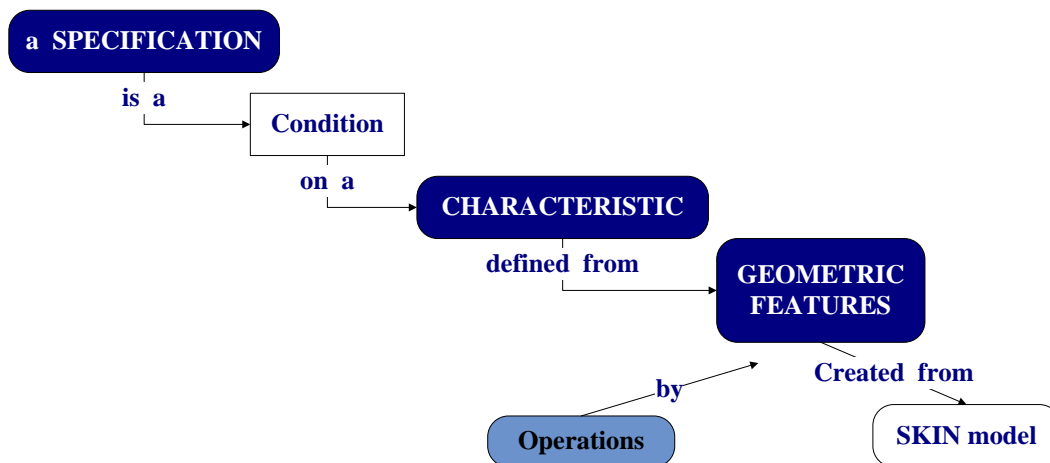 a SPECIFICATION
is a
Condition
on a
CHARACTERISTIC
defined from
GEOMETRIC
FEATURES
Created from
by
SKIN model
Operations